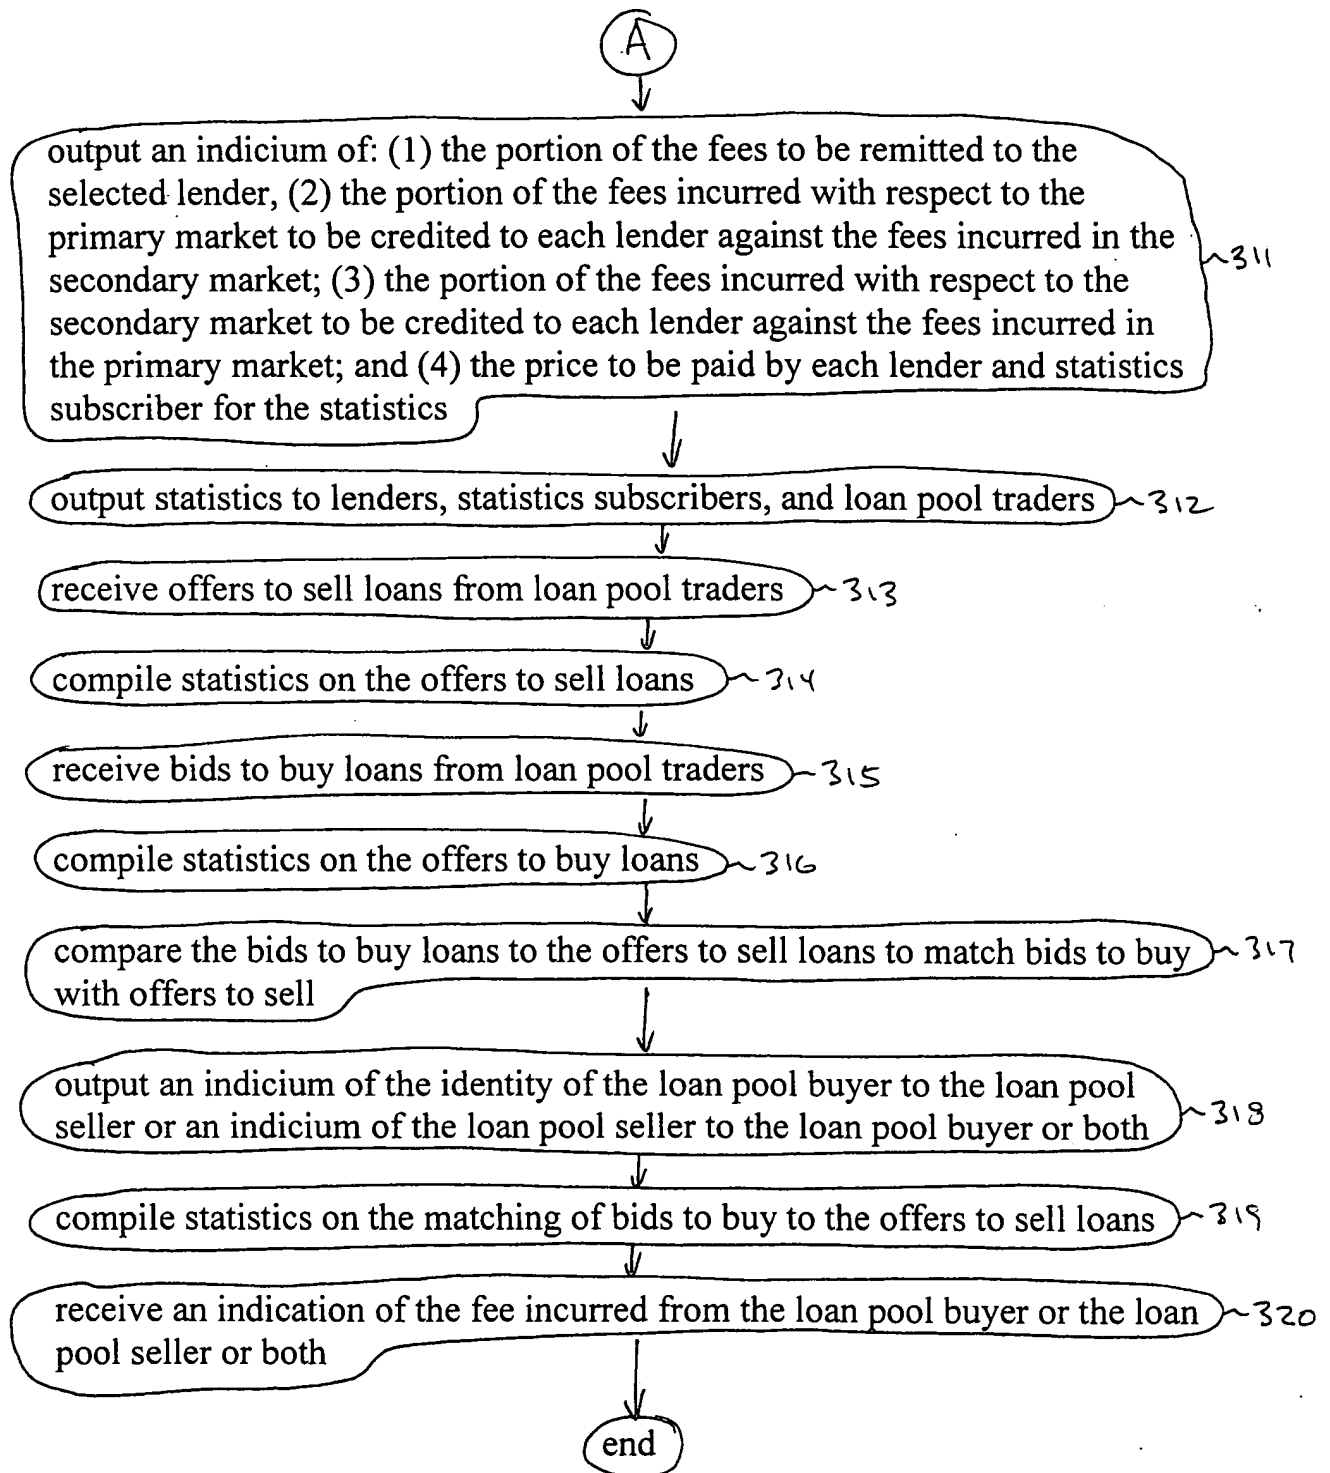 A
output an indicium of: (1) the portion of the fees to be remitted to the
selected lender, (2) the portion of the fees incurred with respect to the
primary market to be credited to each lender against the fees incurred in the
311
secondary market; (3) the portion of the fees incurred with respect to the
secondary market to be credited to each lender against the fees incurred in
the primary market; and (4) the price to be paid by each lender and statistics
subscriber for the statistics
output statistics to lenders, statistics subscribers, and loan pool traders
312
receive offers to sell loans from loan pool traders
313
compile statistics on the offers to sell loans
314
receive bids to buy loans from loan pool traders
315
compile statistics on the offers to buy loans
316
compare the bids to buy loans to the offers to sell loans to match bids to buy
317
with offers to sell
output an indicium of the identity of the loan pool buyer to the loan pool
seller or an indicium of the loan pool seller to the loan pool buyer or both
318
compile statistics on the matching of bids to buy to the offers to sell loans
319
receive an indication of the fee incurred from the loan pool buyer or the loan
320
pool seller or both
end